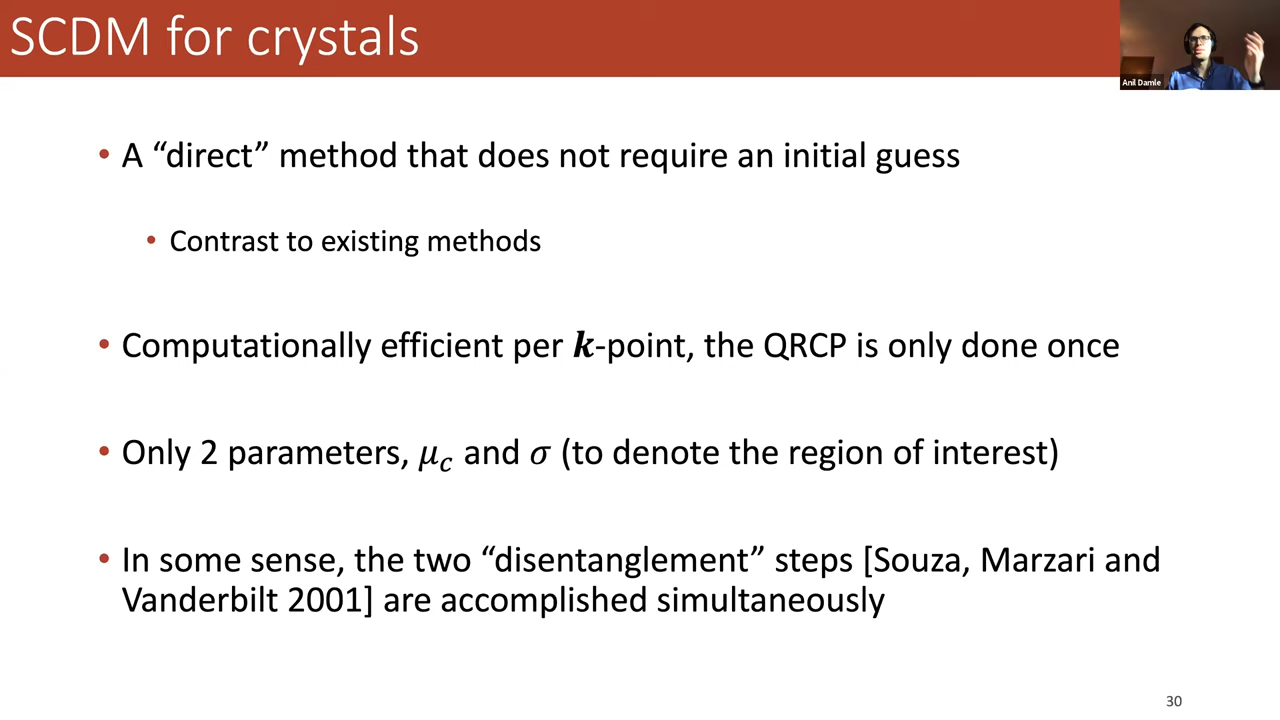 SCDM for crystals
Anil Damle
• A “direct” method that does not require an initial guess
• Contrast to existing methods
• Computationally efficient per k-point, the QRCP is only done once
• Only 2 parameters, μ_c and σ (to denote the region of interest)
• In some sense, the two “disentanglement” steps [Souza, Marzari and
Vanderbilt 2001] are accomplished simultaneously
30